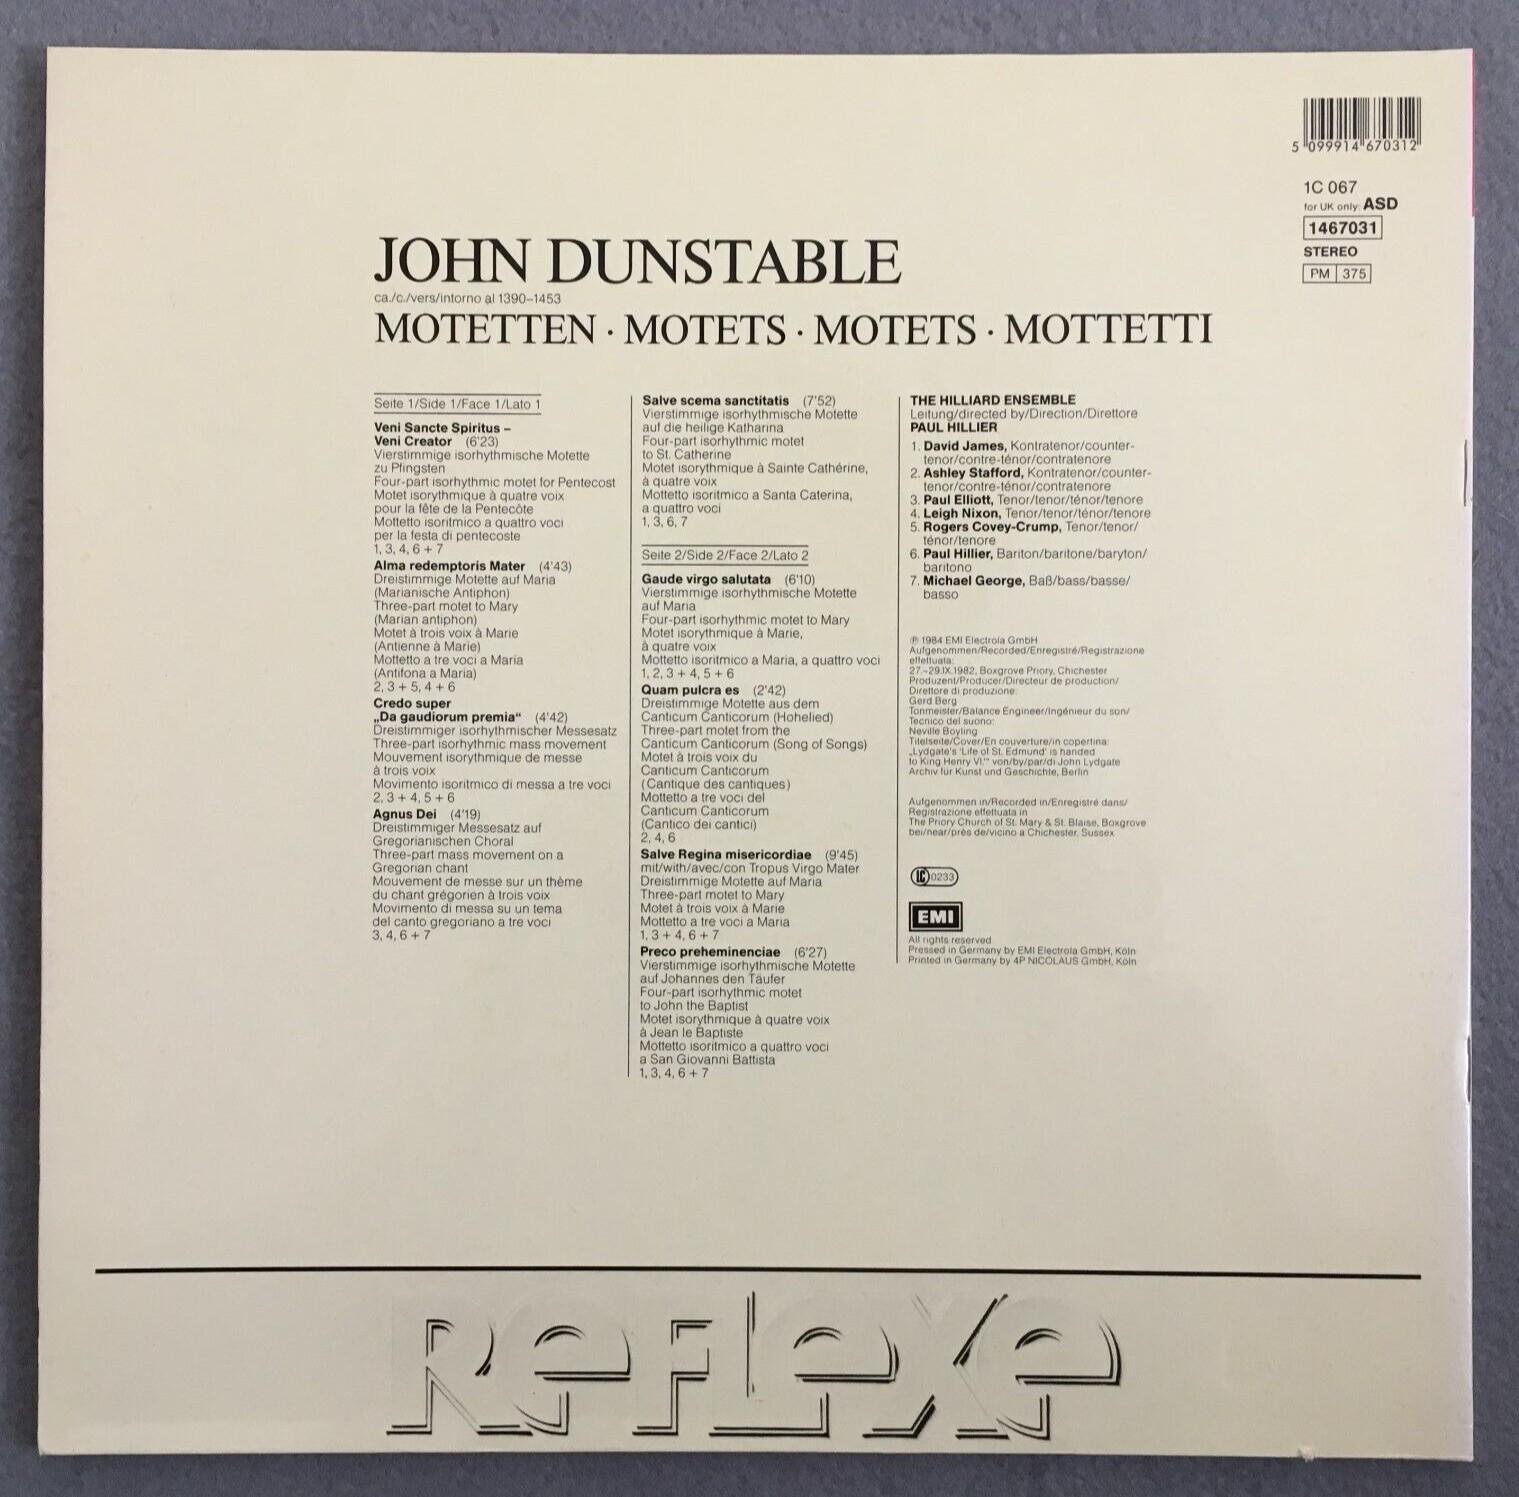 5 099914 670312
1C 067
for UK only: ASD
1467031
STEREO
PM 375
JOHN DUNSTABLE
ca./c./vers/intorno al 1390–1453
MOTETTEN · MOTETS · MOTETS · MOTTETTI
Seite 1/Side 1/Face 1/Lato 1
Veni Sancte Spiritus –
Veni Creator (6'23)
Vierstimmige isorhythmische Motette
zu Pfingsten
Four-part isorhythmic motet for Pentecost
Motet isorythmique à quatre voix
pour la fête de la Pentecôte
Mottetto isoritmico a quattro voci
per la festa di pentecoste
1, 3, 4, 6 + 7
Alma redemptoris Mater (4'43)
Dreistimmige Motette auf Maria
(Marianische Antiphon)
Three-part motet to Mary
(Marian antiphon)
Motet à trois voix à Marie
(Antienne à Marie)
Mottetto a tre voci a Maria
(Antifona a Maria)
2, 3 + 5, 4 + 6
Credo super
„Da gaudiorum premia“ (4'42)
Dreistimmiger isorhythmischer Messesatz
Three-part isorhythmic mass movement
Mouvement isorythmique de messe
à trois voix
Movimento isoritmico di messa a tre voci
2, 3 + 4, 5 + 6
Agnus Dei (4'19)
Dreistimmiger Messesatz auf
Gregorianischen Choral
Three-part mass movement on a
Gregorian chant
Mouvement de messe sur un thème
du chant grégorien à trois voix
Movimento di messa su un tema
del canto gregoriano a tre voci
3, 4, 6 + 7
Salve scema sanctitatis (7'52)
Vierstimmige isorhythmische Motette
auf die heilige Katharina
Four-part isorhythmic motet
to St. Catherine
Motet isorythmique à Sainte Cathérine,
à quatre voix
Mottetto isoritmico a Santa Caterina,
a quattro voci
1, 3, 6, 7
Seite 2/Side 2/Face 2/Lato 2
Gaude virgo salutata (6'10)
Vierstimmige isorhythmische Motette
auf Maria
Four-part isorhythmic motet to Mary
Motet isorythmique à Marie,
à quatre voix
Mottetto isoritmico a Maria, a quattro voci
1, 2, 3 + 4, 5 + 6
Quam pulcra es (2'42)
Dreistimmige Motette aus dem
Canticum Canticorum (Hohelied)
Three-part motet from the
Canticum Canticorum (Song of Songs)
Motet à trois voix du
Canticum Canticorum
(Cantique des cantiques)
Mottetto a tre voci del
Canticum Canticorum
(Cantico dei cantici)
2, 4, 6
Salve Regina misericordiae (9'45)
mit/with/avec/con Tropus Virgo Mater
Dreistimmige Motette auf Maria
Three-part motet to Mary
Motet à trois voix à Marie
Mottetto a tre voci a Maria
1, 3 + 4, 6 + 7
Preco preheminenciae (6'27)
Vierstimmige isorhythmische Motette
auf Johannes den Täufer
Four-part isorhythmic motet
to John the Baptist
Motet isorythmique à quatre voix
à Jean le Baptiste
Mottetto isoritmico a quattro voci
a San Giovanni Battista
1, 3, 4, 6 + 7
THE HILLIARD ENSEMBLE
Leitung/directed by/Direction/Direttore
PAUL HILLIER
1. David James, Kontratenor/counter-
tenor/contre-ténor/contratenore
2. Ashley Stafford, Kontratenor/counter-
tenor/contre-ténor/contratenore
3. Paul Elliott, Tenor/tenor/ténor/tenore
4. Leigh Nixon, Tenor/tenor/ténor/tenore
5. Rogers Covey-Crump, Tenor/tenor/
ténor/tenore
6. Paul Hillier, Bariton/baritone/baryton/
baritono
7. Michael George, Baß/bass/basse/
basso
℗ 1984 EMI Electrola GmbH
Aufgenommen/Recorded/Enregistré/Registrazione
effettuata:
27.–29.IX.1982, Boxgrove Priory, Chichester
Produzent/Producer/Directeur de production/
Direttore di produzione:
Gerd Berg
Tonmeister/Balance Engineer/Ingénieur du son/
Tecnico del suono:
Neville Boyling
Titelseite/Cover/En couverture/in copertina:
„Lydgate's 'Life of St. Edmund' is handed
to King Henry VI.“ von/by/par/di John Lydgate
Archiv für Kunst und Geschichte, Berlin
Aufgenommen in/Recorded in/Enregistré dans/
Registrazione effettuata in
The Priory Church of St. Mary & St. Blaise, Boxgrove
bei/near/près de/vicino a Chichester, Sussex
LC 0233
EMI
All rights reserved
Pressed in Germany by EMI Electrola GmbH, Köln
Printed in Germany by 4P NICOLAUS GmbH, Köln
REFLEXE